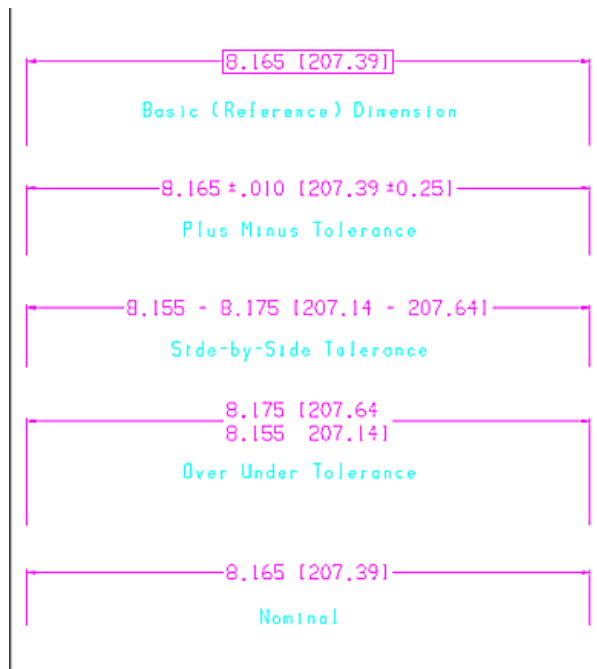 8.165 [207.39]
Basic (Reference) Dimension
8.165 ±.010 [207.39 ±0.25]
Plus Minus Tolerance
8.155 - 8.175 [207.14 - 207.64]
Side-by-Side Tolerance
8.175 [207.64
8.155 207.14]
Over Under Tolerance
8.165 [207.39]
Nominal